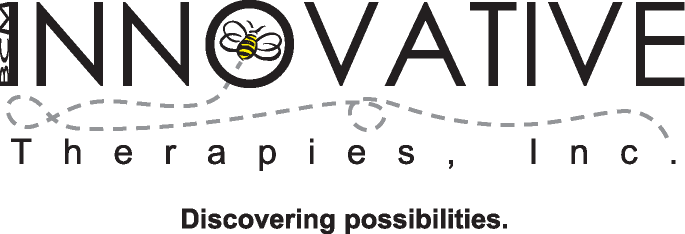 BCM
INNOVATIVE
Therapies, Inc.
Discovering possibilities.